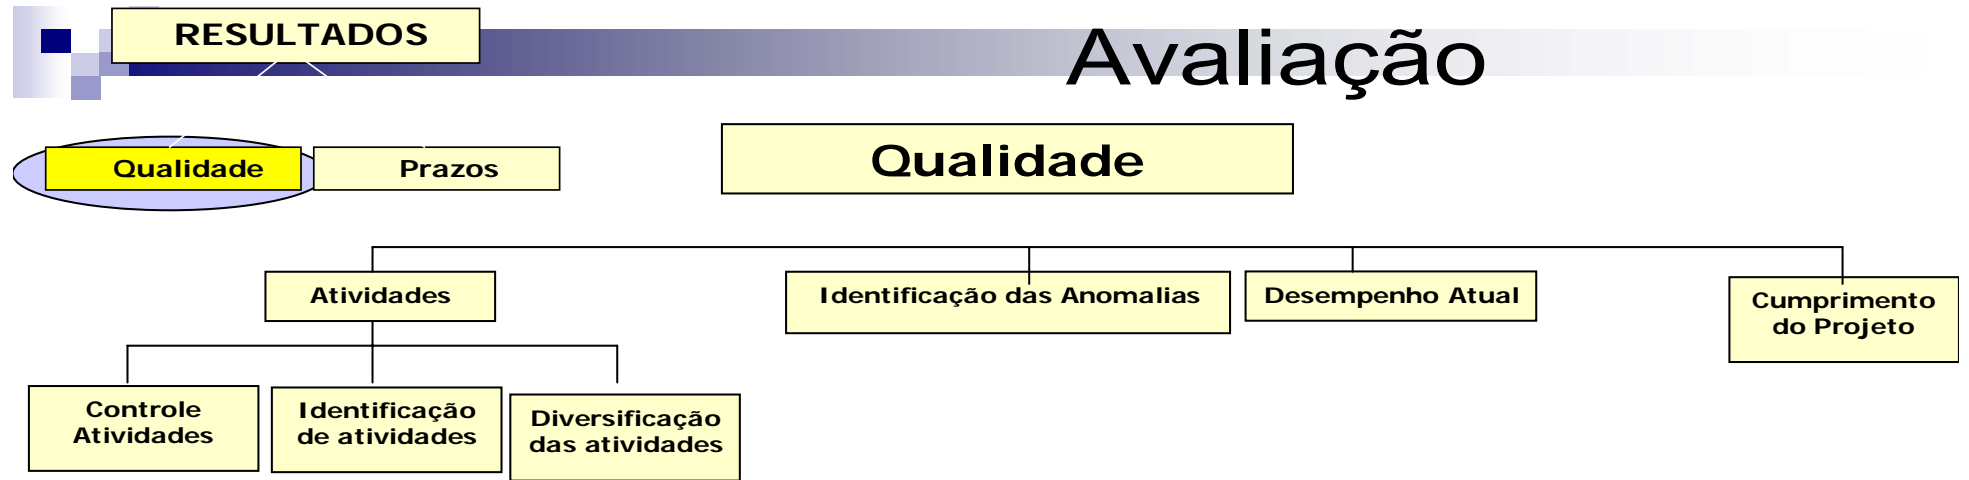 RESULTADOS
Avaliação
Qualidade
Prazos
Qualidade
Atividades
Identificação das Anomalias
Desempenho Atual
Cumprimento
do Projeto
Controle
Atividades
Identificação
de atividades
Diversificação
das atividades